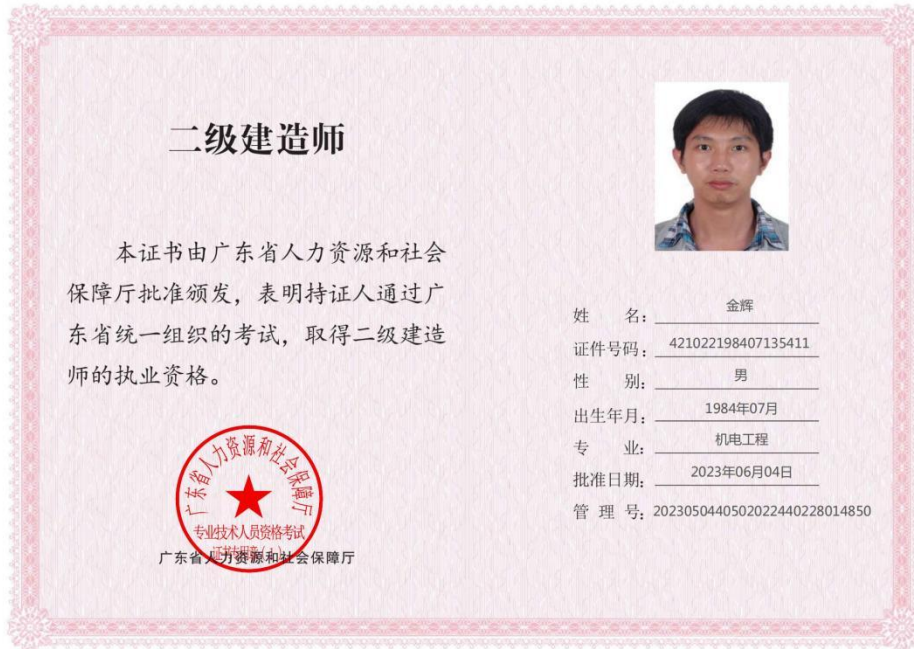 二级建造师
本证书由广东省人力资源和社会
保障厅批准颁发，表明持证人通过广
东省统一组织的考试，取得二级建造
师的执业资格。
广东省人力资源和社会保障厅
专业技术人员资格考试
证书专用章(1)
广东省人力资源和社会保障厅
姓 名：金辉
证件号码：421022198407135411
性 别：男
出生年月：1984年07月
专 业：机电工程
批准日期：2023年06月04日
管 理 号：2023050440502022440228014850